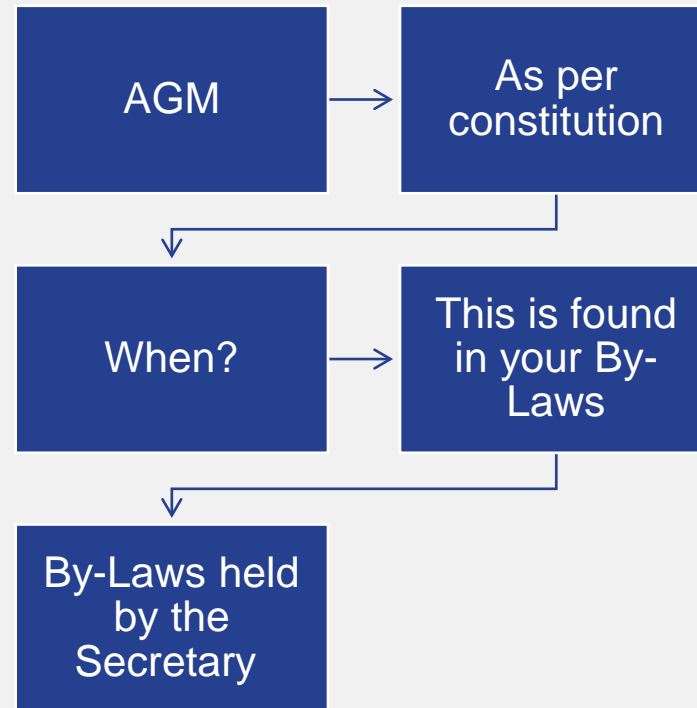 AGM
As per
constitution
When?
This is found
in your By-
Laws
By-Laws held
by the
Secretary